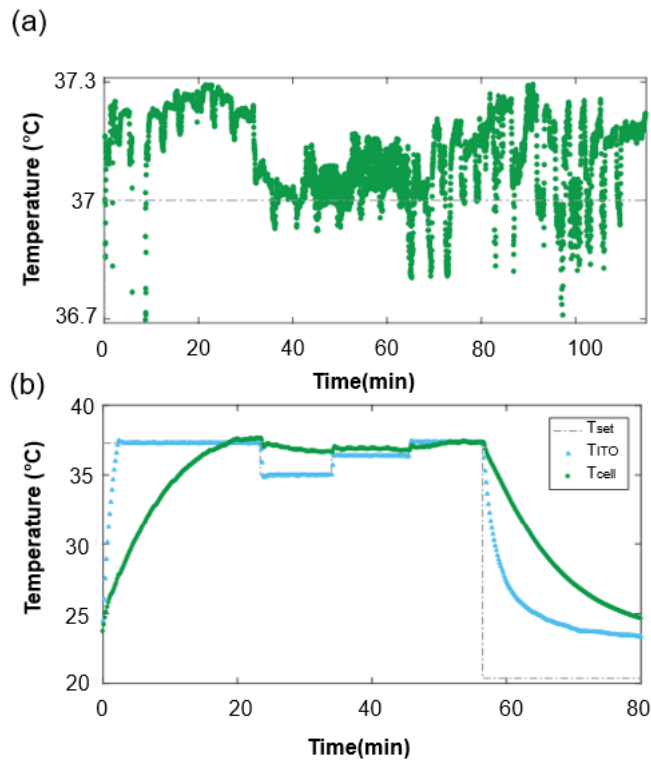 (a)
37.3
37
36.7
Temperature (°C)
0 20 40 60 80 100
Time(min)
(b)
40
35
30
25
20
Temperature (°C)
Tset
TITO
Tcell
0 20 40 60 80
Time(min)